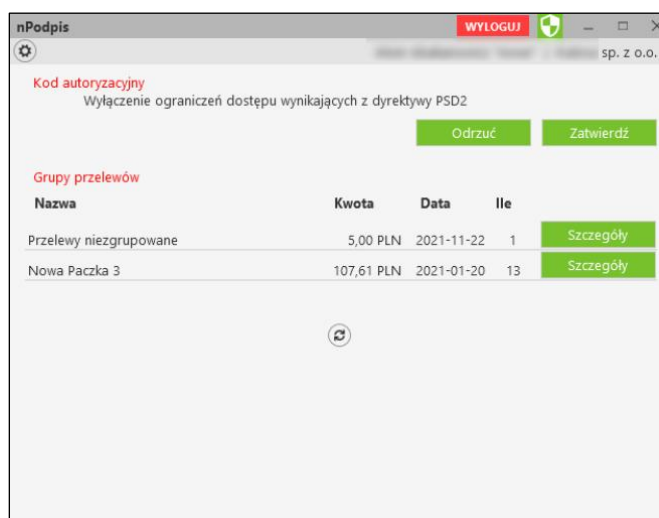 nPodpis WYLOGUJ
sp. z o.o.
Kod autoryzacyjny
Wyłączenie ograniczeń dostępu wynikających z dyrektywy PSD2
Odrzuć Zatwierdź
Grupy przelewów
Nazwa Kwota Data Ile
Przelewy niezgrupowane 5,00 PLN 2021-11-22 1 Szczegóły
Nowa Paczka 3 107,61 PLN 2021-01-20 13 Szczegóły